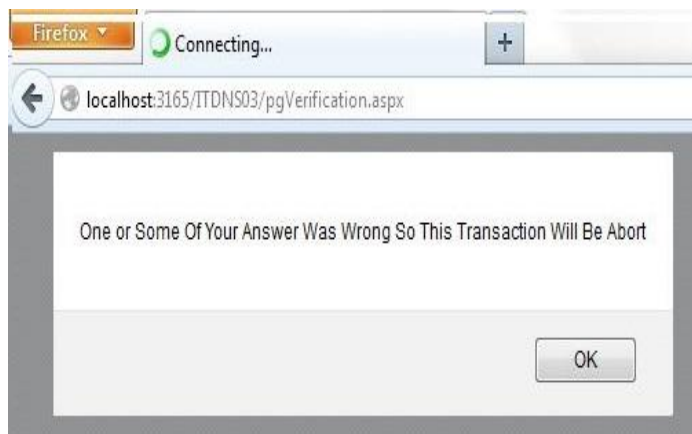 Firefox
Connecting...
localhost:3165/ITDNS03/pgVerification.aspx
One or Some Of Your Answer Was Wrong So This Transaction Will Be Abort
OK